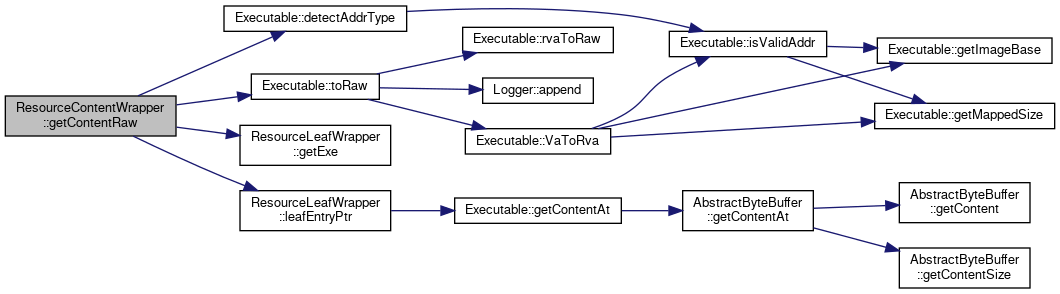 ResourceContentWrapper
::getContentRaw
Executable::detectAddrType
Executable::toRaw
ResourceLeafWrapper
::getExe
ResourceLeafWrapper
::leafEntryPtr
Executable::rvaToRaw
Logger::append
Executable::VaToRva
Executable::getContentAt
Executable::isValidAddr
AbstractByteBuffer
::getContentAt
Executable::getImageBase
Executable::getMappedSize
AbstractByteBuffer
::getContent
AbstractByteBuffer
::getContentSize